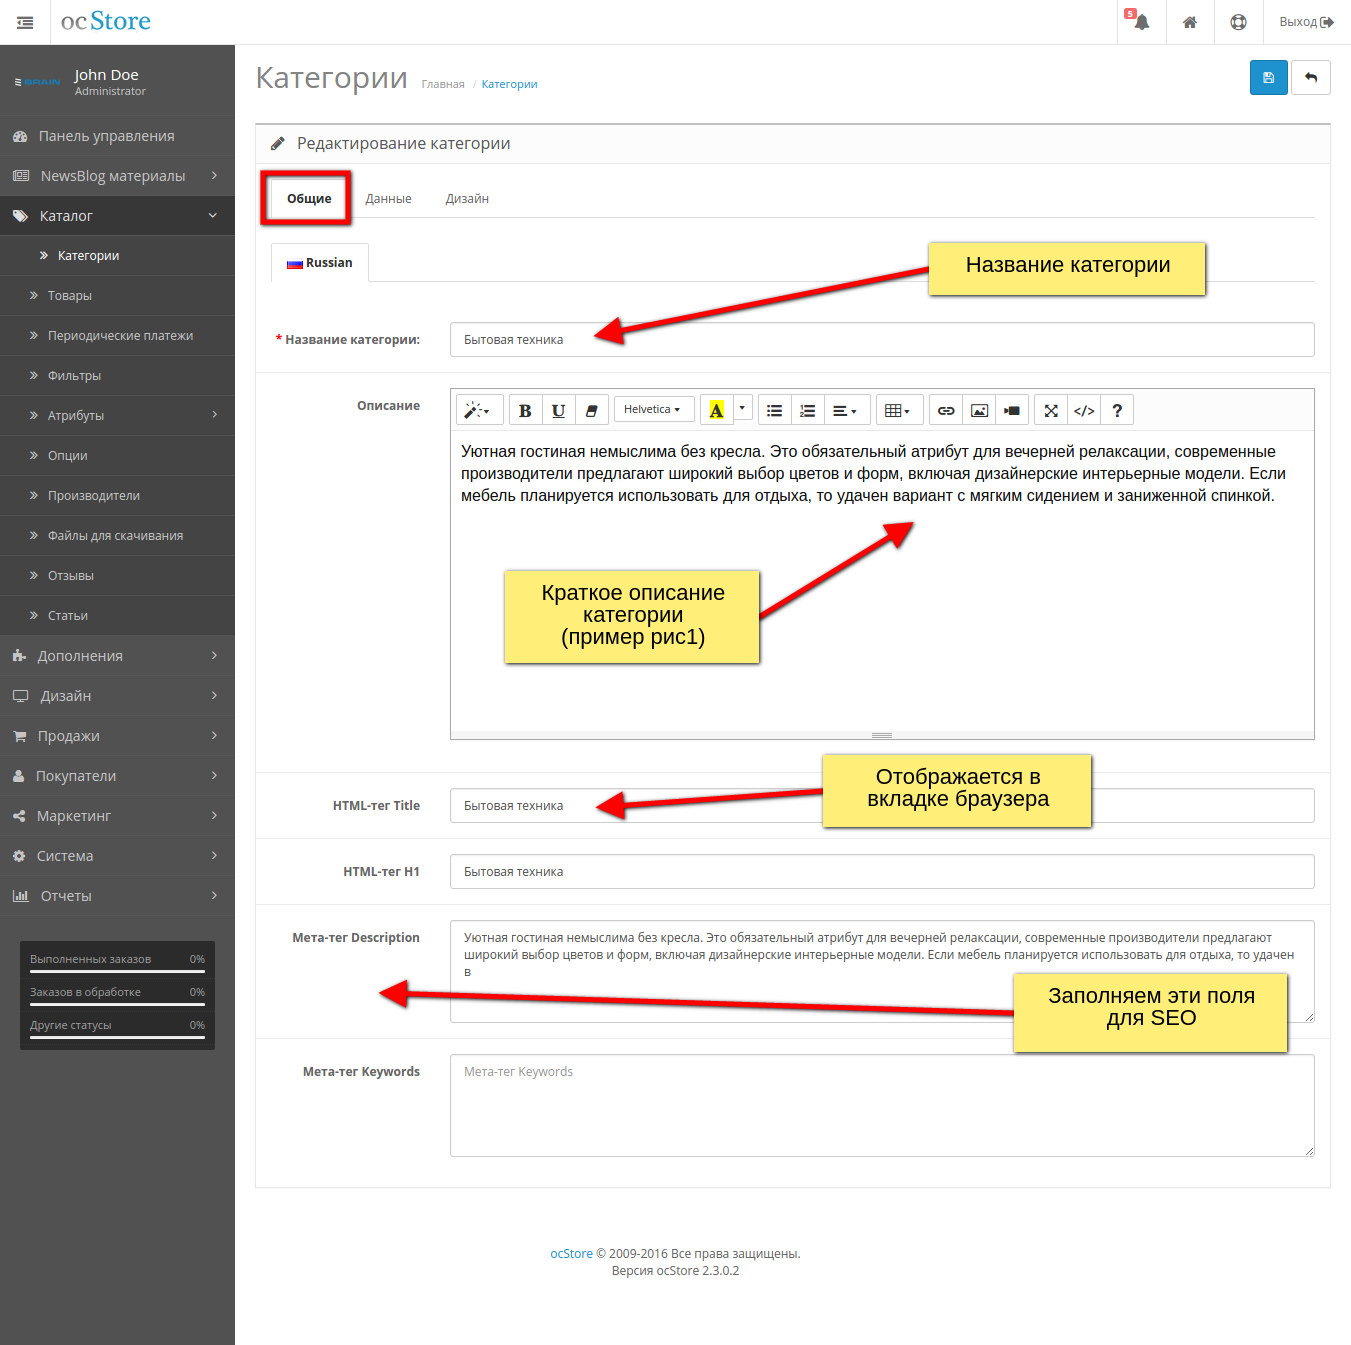 ocStore
5
Выход
BRAIN
John Doe
Administrator
Панель управления
NewsBlog материалы
Каталог
Категории
Товары
Периодические платежи
Фильтры
Атрибуты
Опции
Производители
Файлы для скачивания
Отзывы
Статьи
Дополнения
Дизайн
Продажи
Покупатели
Маркетинг
Система
Отчеты
Выполненных заказов 0%
Заказов в обработке 0%
Другие статусы 0%
Категории Главная / Категории
Редактирование категории
Общие Данные Дизайн
Russian
Название категории
* Название категории: Бытовая техника
Описание
B U Helvetica A </> ?
Уютная гостиная немыслима без кресла. Это обязательный атрибут для вечерней релаксации, современные
производители предлагают широкий выбор цветов и форм, включая дизайнерские интерьерные модели. Если
мебель планируется использовать для отдыха, то удачен вариант с мягким сидением и заниженной спинкой.
Краткое описание
категории
(пример рис1)
Отображается в
вкладке браузера
HTML-тег Title Бытовая техника
HTML-тег H1 Бытовая техника
Мета-тег Description
Уютная гостиная немыслима без кресла. Это обязательный атрибут для вечерней релаксации, современные производители предлагают
широкий выбор цветов и форм, включая дизайнерские интерьерные модели. Если мебель планируется использовать для отдыха, то удачен
в
Заполняем эти поля
для SEO
Мета-тег Keywords Мета-тег Keywords
ocStore © 2009-2016 Все права защищены.
Версия ocStore 2.3.0.2